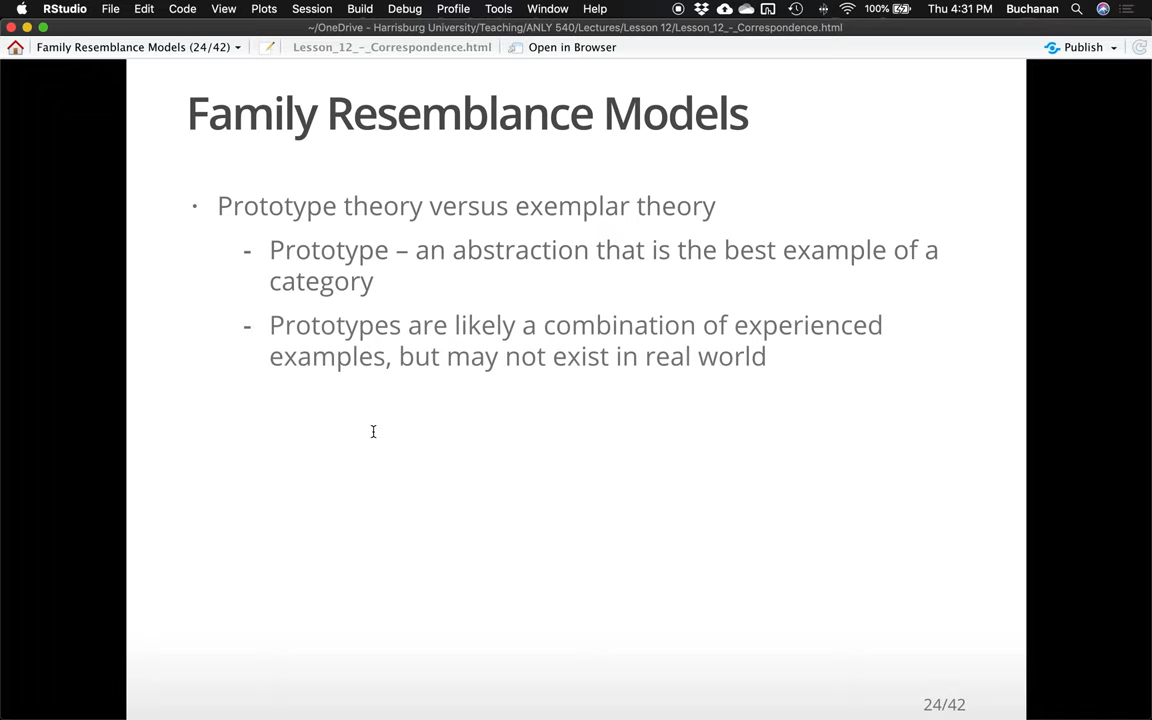 RStudio File Edit Code View Plots Session Build Debug Profile Tools Window Help 100% Thu 4:31 PM Buchanan
~/OneDrive - Harrisburg University/Teaching/ANLY 540/Lectures/Lesson 12/Lesson_12_-_Correspondence.html
Family Resemblance Models (24/42) Lesson_12_-_Correspondence.html Open in Browser Publish
Family Resemblance Models
• Prototype theory versus exemplar theory
- Prototype – an abstraction that is the best example of a
category
- Prototypes are likely a combination of experienced
examples, but may not exist in real world
24/42